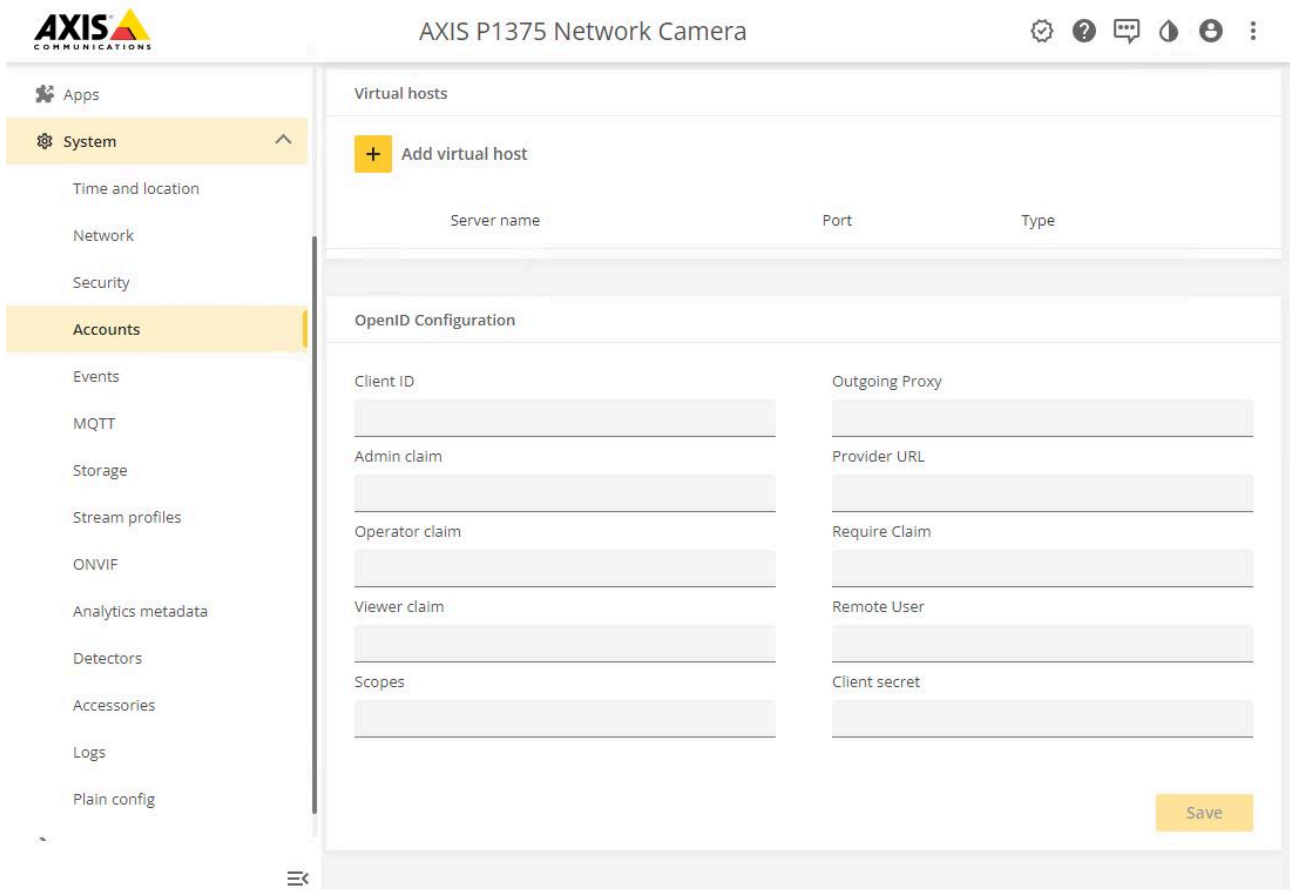 AXIS
COMMUNICATIONS
AXIS P1375 Network Camera
Apps
System
Time and location
Network
Security
Accounts
Events
MQTT
Storage
Stream profiles
ONVIF
Analytics metadata
Detectors
Accessories
Logs
Plain config
Virtual hosts
+ Add virtual host
Server name Port Type
OpenID Configuration
Client ID Outgoing Proxy
Admin claim Provider URL
Operator claim Require Claim
Viewer claim Remote User
Scopes Client secret
Save